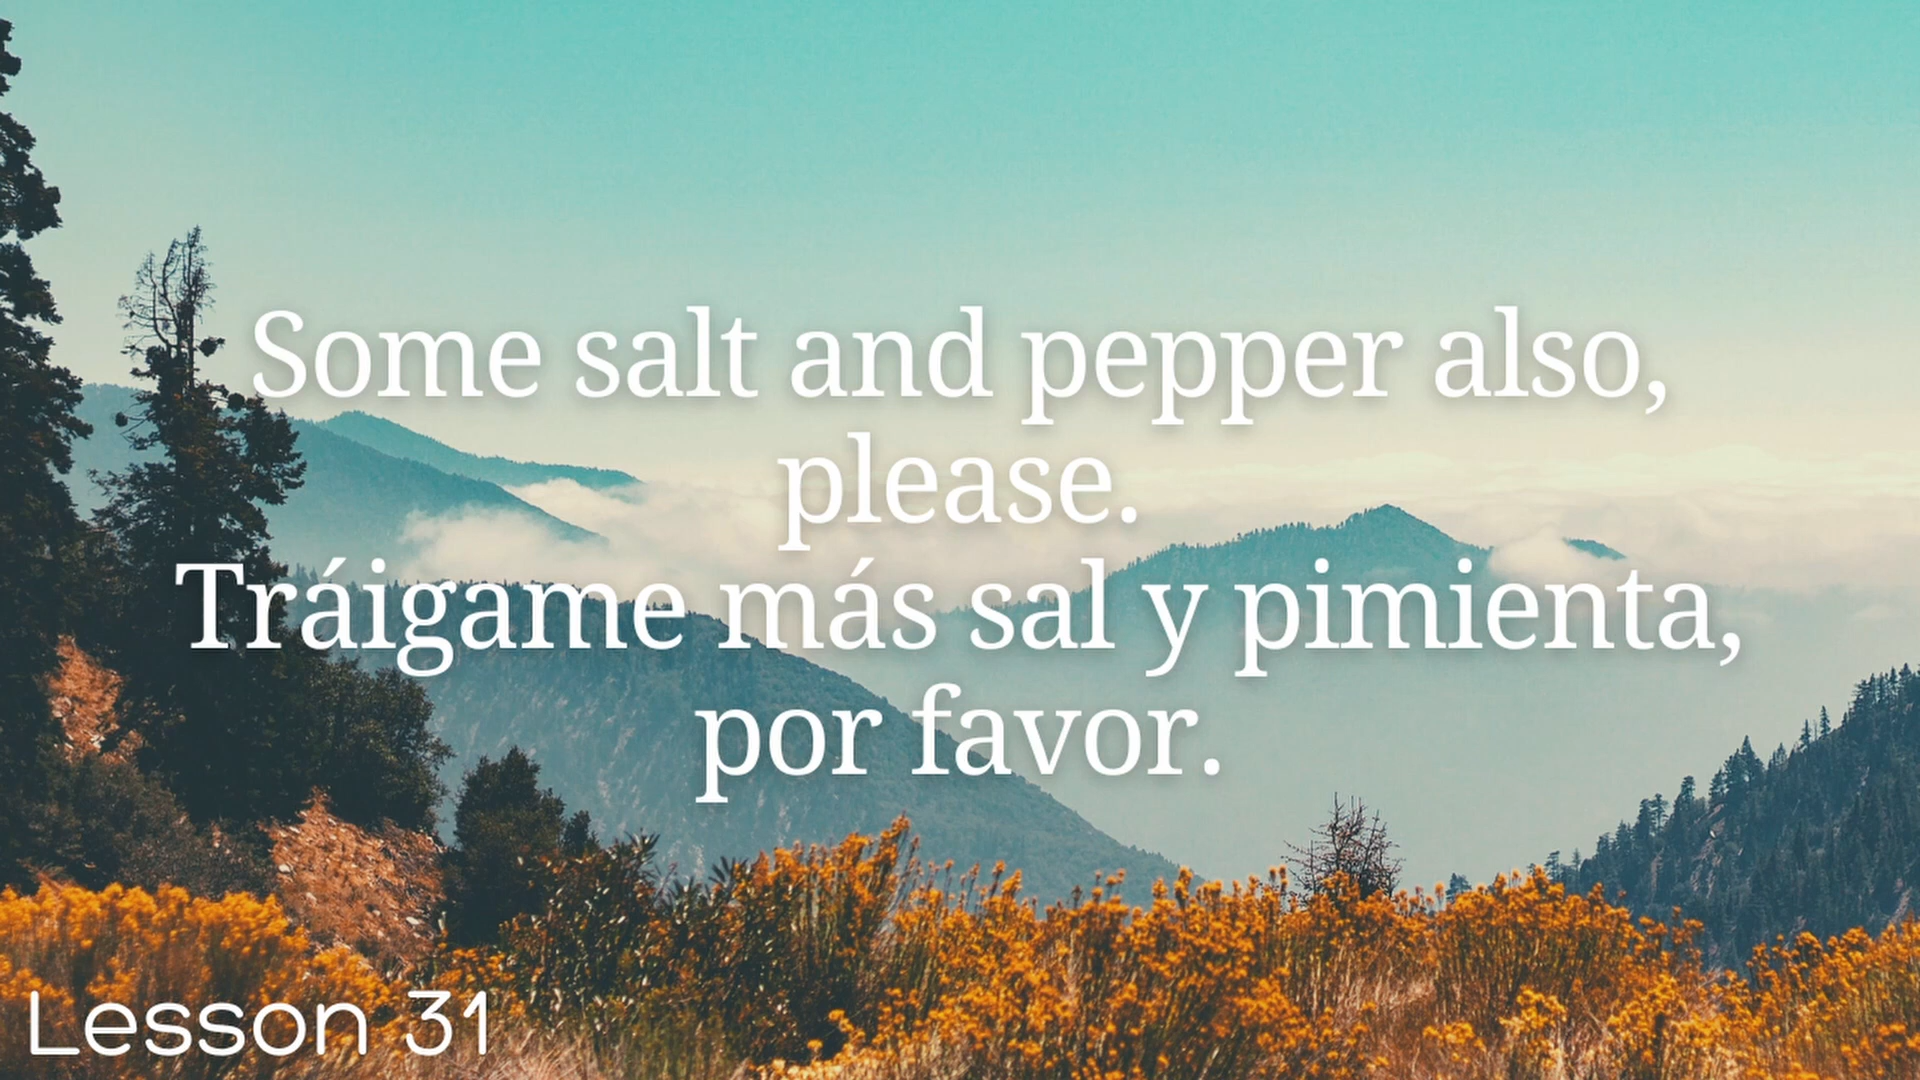 Some salt and pepper also,
please.
Tráigame más sal y pimienta,
por favor.
Lesson 31